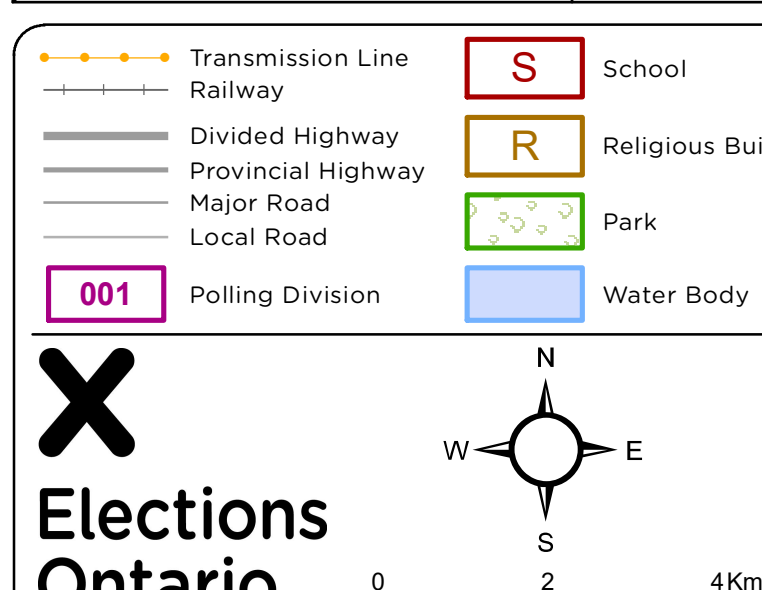 Transmission Line
Railway
Divided Highway
Provincial Highway
Major Road
Local Road
001 Polling Division
S School
R Religious Bui
Park
Water Body
N
W E
S
Elections
Ontario
0 2 4Km